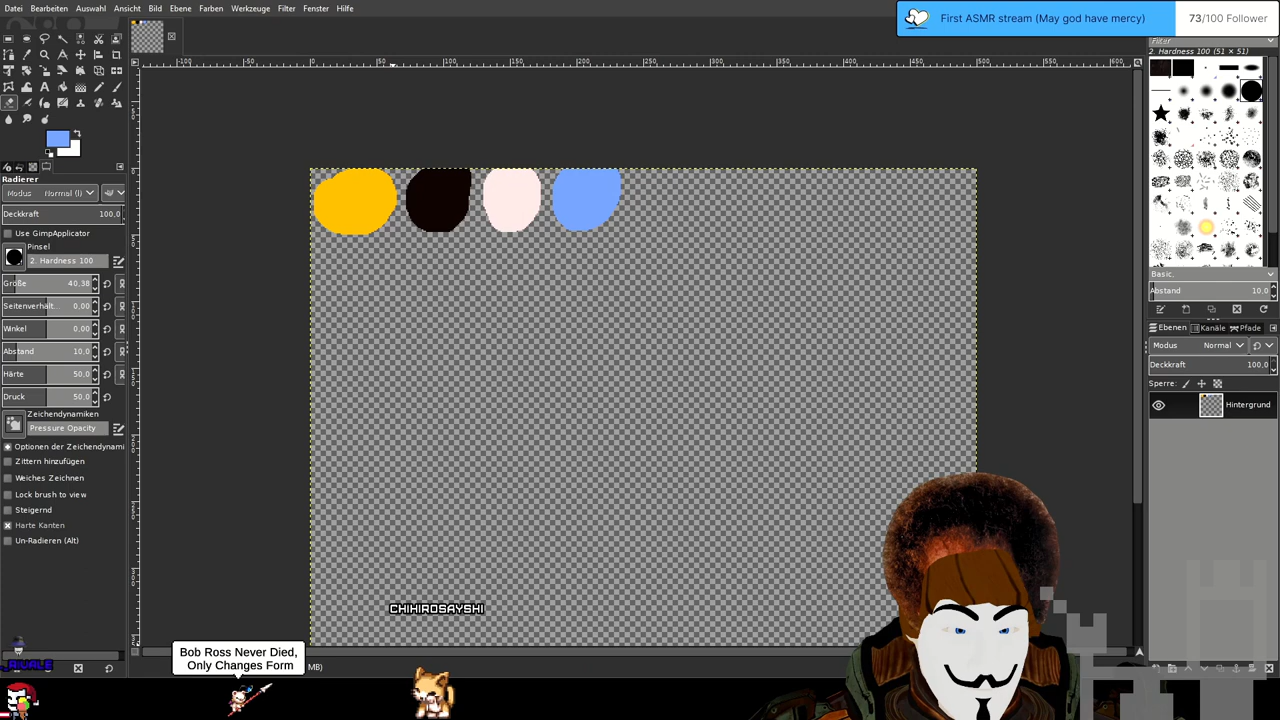 Datei Bearbeiten Auswahl Ansicht Bild Ebene Farben Werkzeuge Filter Fenster Hilfe
First ASMR stream (May god have mercy) 73/100 Follower
Filter
2. Hardness 100 (51 × 51)
Radierer
Modus Normal (l)
Deckkraft 100,0
Use GimpApplicator
Pinsel
2. Hardness 100
Größe 40,38
Seitenverhält... 0,00
Winkel 0,00
Abstand 10,0
Härte 50,0
Druck 50,0
Zeichendynamiken
Pressure Opacity
Optionen der Zeichendynami
Zittern hinzufügen
Weiches Zeichnen
Lock brush to view
Steigernd
Harte Kanten
Un-Radieren (Alt)
Basic,
Abstand 10,0
Ebenen Kanäle Pfade
Modus Normal
Deckkraft 100,0
Sperre:
Hintergrund
CHIHIROSAYSHI
Bob Ross Never Died,
Only Changes Form
MB)